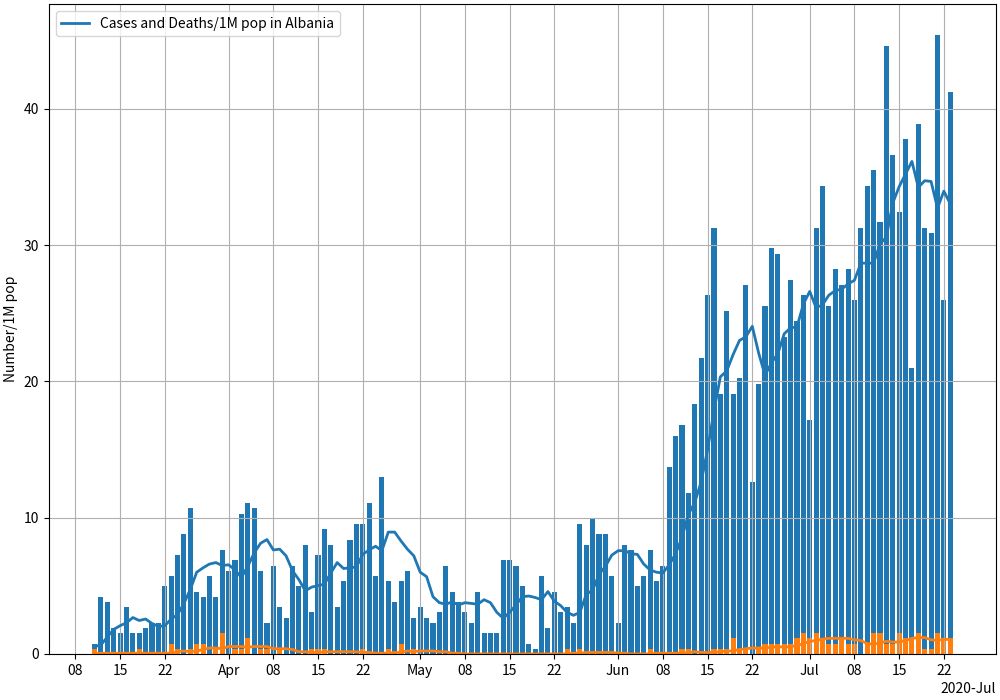 Cases and Deaths/1M pop in Albania
Number/1M pop
40
30
20
10
0
08 15 22 Apr 08 15 22 May 08 15 22 Jun 08 15 22 Jul 08 15 22
2020-Jul